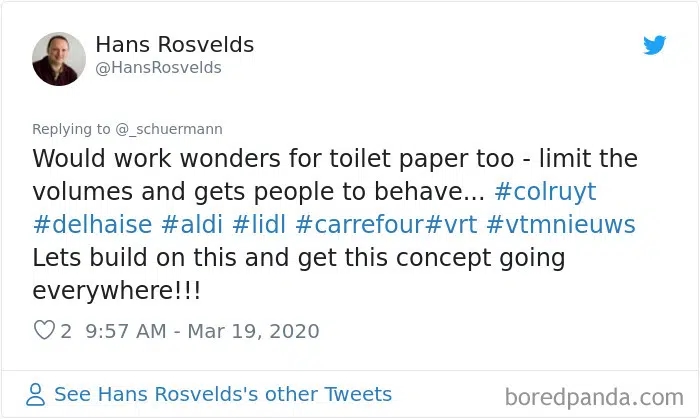 Hans Rosvelds
@HansRosvelds
Replying to @_schuermann
Would work wonders for toilet paper too - limit the
volumes and gets people to behave... #colruyt
#delhaise #aldi #lidl #carrefour#vrt #vtmnieuws
Lets build on this and get this concept going
everywhere!!!
2 9:57 AM - Mar 19, 2020
See Hans Rosvelds's other Tweets
boredpanda.com